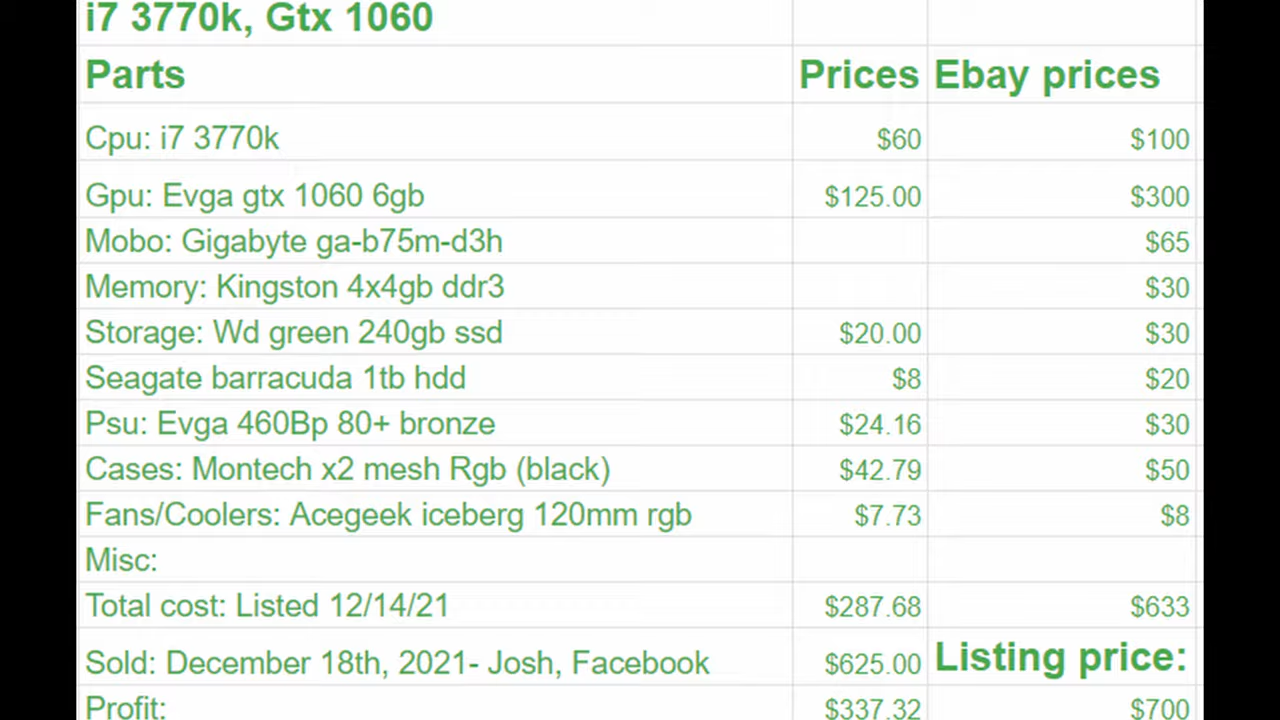 i7 3770k, Gtx 1060
Parts Prices Ebay prices
Cpu: i7 3770k $60 $100
Gpu: Evga gtx 1060 6gb $125.00 $300
Mobo: Gigabyte ga-b75m-d3h $65
Memory: Kingston 4x4gb ddr3 $30
Storage: Wd green 240gb ssd $20.00 $30
Seagate barracuda 1tb hdd $8 $20
Psu: Evga 460Bp 80+ bronze $24.16 $30
Cases: Montech x2 mesh Rgb (black) $42.79 $50
Fans/Coolers: Acegeek iceberg 120mm rgb $7.73 $8
Misc:
Total cost: Listed 12/14/21 $287.68 $633
Sold: December 18th, 2021- Josh, Facebook $625.00 Listing price:
Profit: $337.32 $700